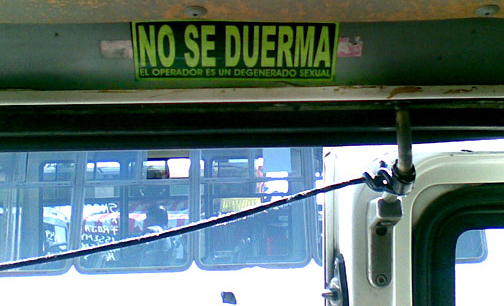 NO SE DUERMA
EL OPERADOR ES UN DEGENERADO SEXUAL